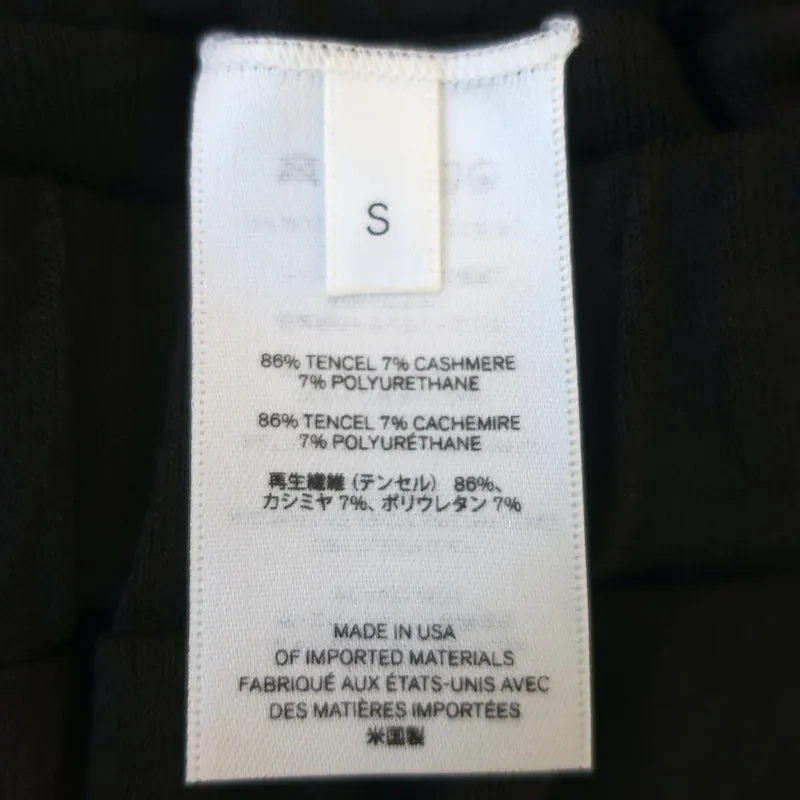 S
86% TENCEL 7% CASHMERE
7% POLYURETHANE
86% TENCEL 7% CACHEMIRE
7% POLYURÉTHANE
再生繊維 (テンセル) 86%、
カシミヤ 7%、ポリウレタン 7%
MADE IN USA
OF IMPORTED MATERIALS
FABRIQUÉ AUX ÉTATS-UNIS AVEC
DES MATIÈRES IMPORTÉES
米国製